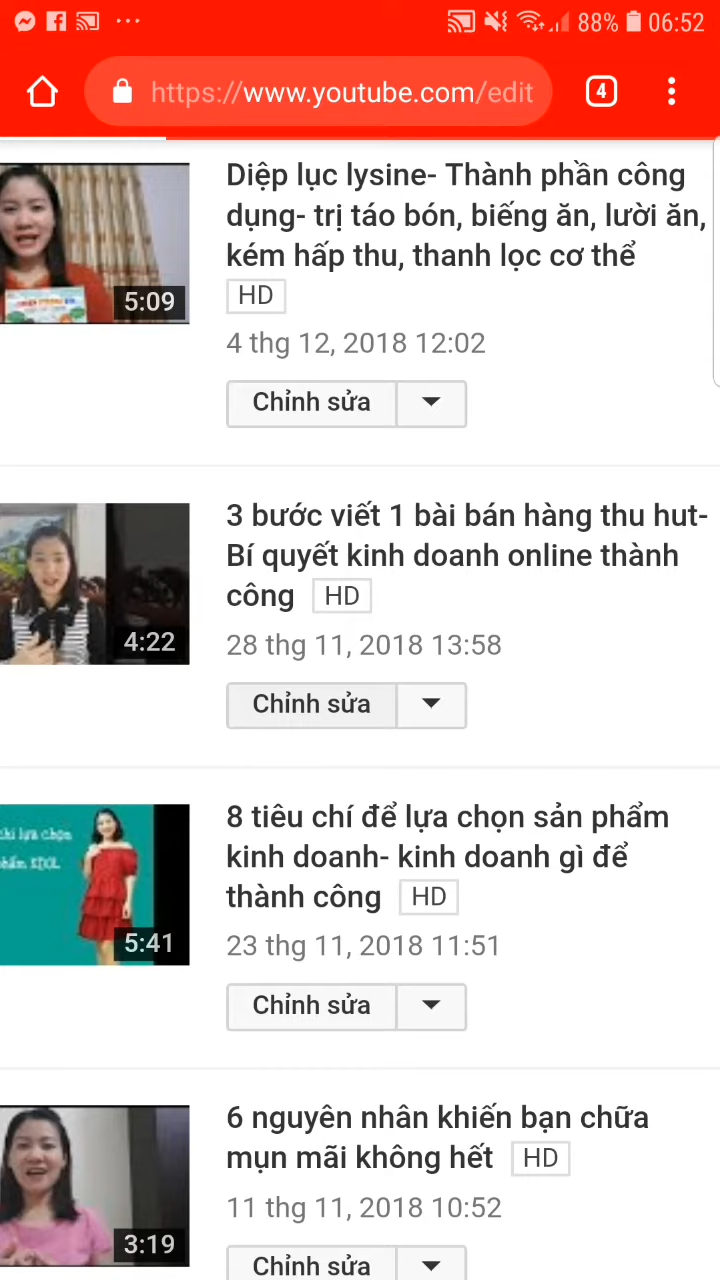 88% 06:52
https://www.youtube.com/edit
4
Diệp lục lysine- Thành phần công
dụng- trị táo bón, biếng ăn, lười ăn,
kém hấp thu, thanh lọc cơ thể
HD
5:09
4 thg 12, 2018 12:02
Chỉnh sửa
3 bước viết 1 bài bán hàng thu hut-
Bí quyết kinh doanh online thành
công HD
4:22
28 thg 11, 2018 13:58
Chỉnh sửa
8 tiêu chí để lựa chọn sản phẩm
kinh doanh- kinh doanh gì để
thành công HD
chí lựa chọn
5:41
23 thg 11, 2018 11:51
Chỉnh sửa
6 nguyên nhân khiến bạn chữa
mụn mãi không hết HD
3:19
11 thg 11, 2018 10:52
Chỉnh sửa